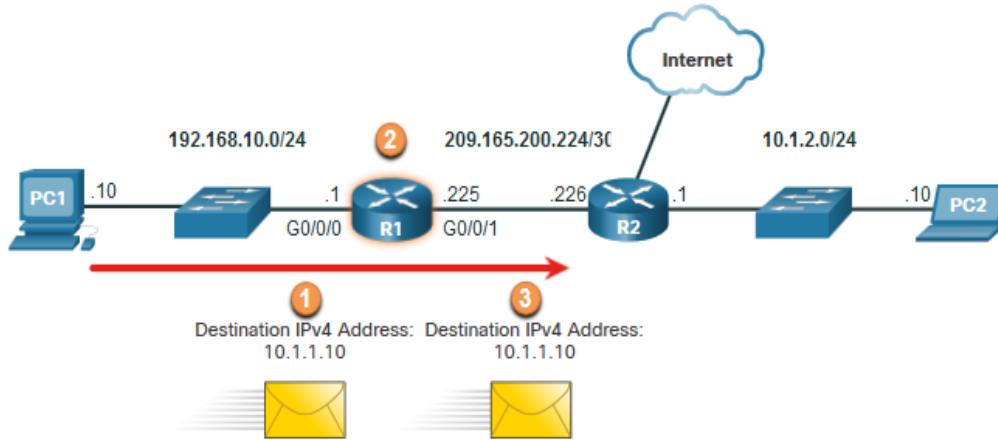 Internet
192.168.10.0/24
2
209.165.200.224/30
10.1.2.0/24
PC1
.10
.1
G0/0/0
R1
.225
G0/0/1
.226
R2
.1
.10
PC2
1
Destination IPv4 Address:
10.1.1.10
3
Destination IPv4 Address:
10.1.1.10